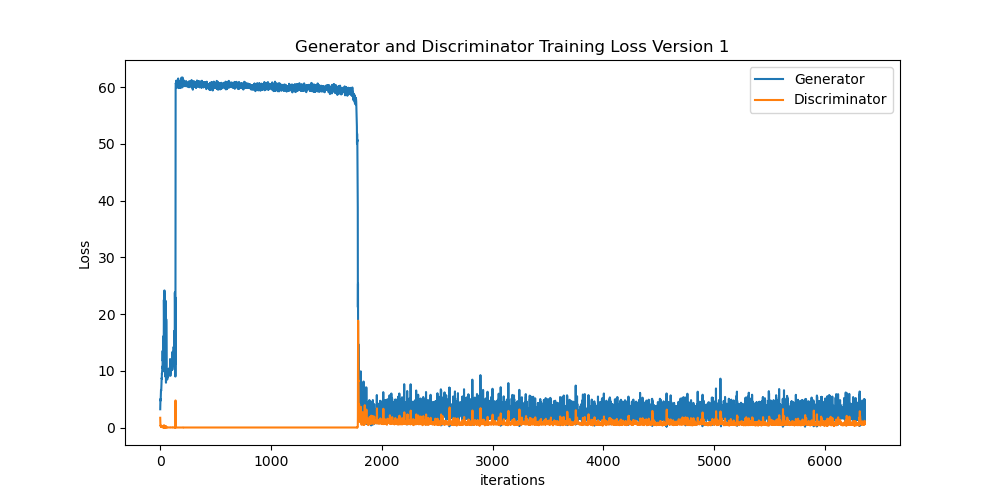 Generator and Discriminator Training Loss Version 1
Generator
Discriminator
60
50
40
30
20
10
0
Loss
0 1000 2000 3000 4000 5000 6000
iterations